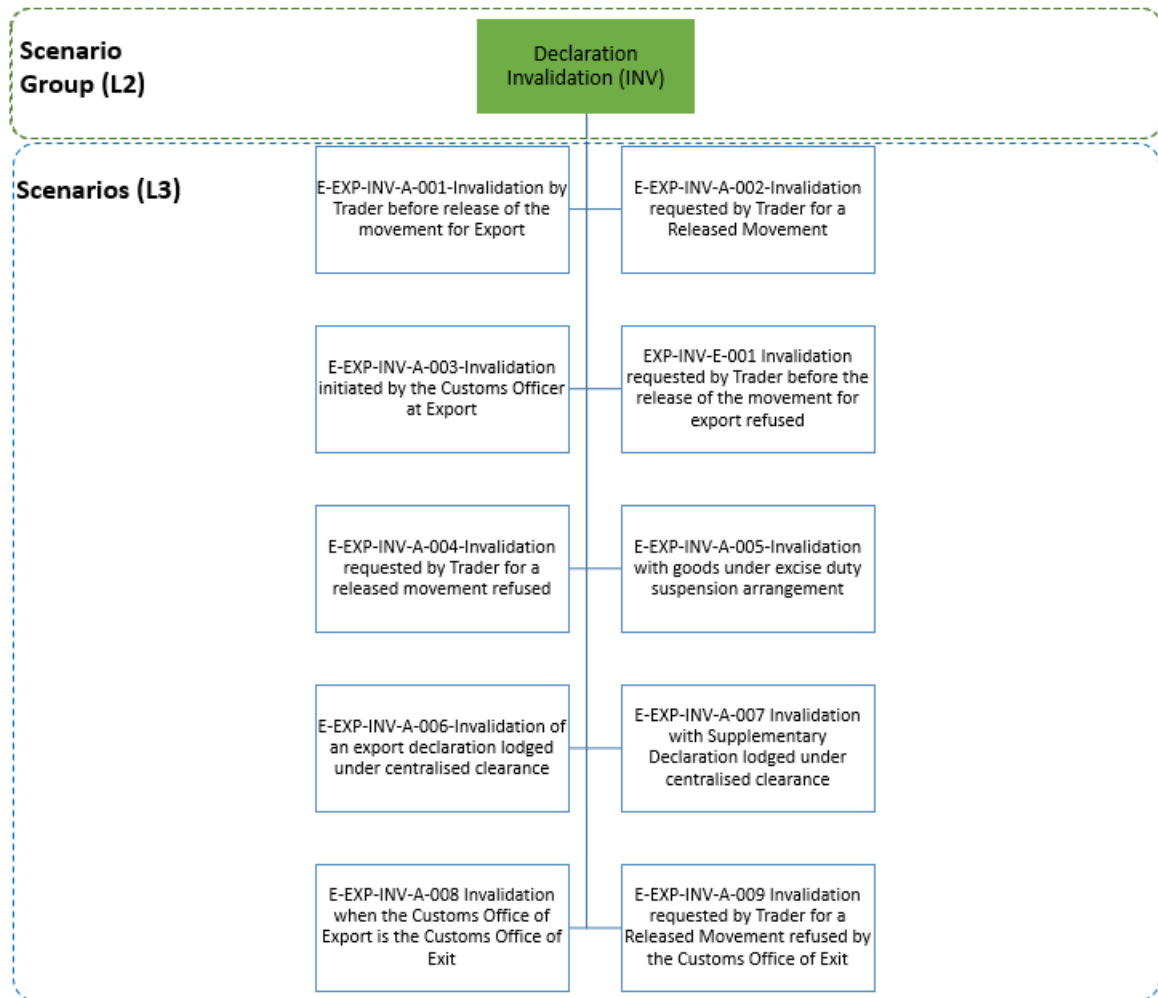 Scenario
Group (L2)
Declaration
Invalidation (INV)
Scenarios (L3)
E-EXP-INV-A-001-Invalidation by
Trader before release of the
movement for Export
E-EXP-INV-A-002-Invalidation
requested by Trader for a
Released Movement
E-EXP-INV-A-003-Invalidation
initiated by the Customs Officer
at Export
EXP-INV-E-001 Invalidation
requested by Trader before the
release of the movement for
export refused
E-EXP-INV-A-004-Invalidation
requested by Trader for a
released movement refused
E-EXP-INV-A-005-Invalidation
with goods under excise duty
suspension arrangement
E-EXP-INV-A-006-Invalidation of
an export declaration lodged
under centralised clearance
E-EXP-INV-A-007 Invalidation
with Supplementary
Declaration lodged under
centralised clearance
E-EXP-INV-A-008 Invalidation
when the Customs Office of
Export is the Customs Office of
Exit
E-EXP-INV-A-009 Invalidation
requested by Trader for a
Released Movement refused by
the Customs Office of Exit